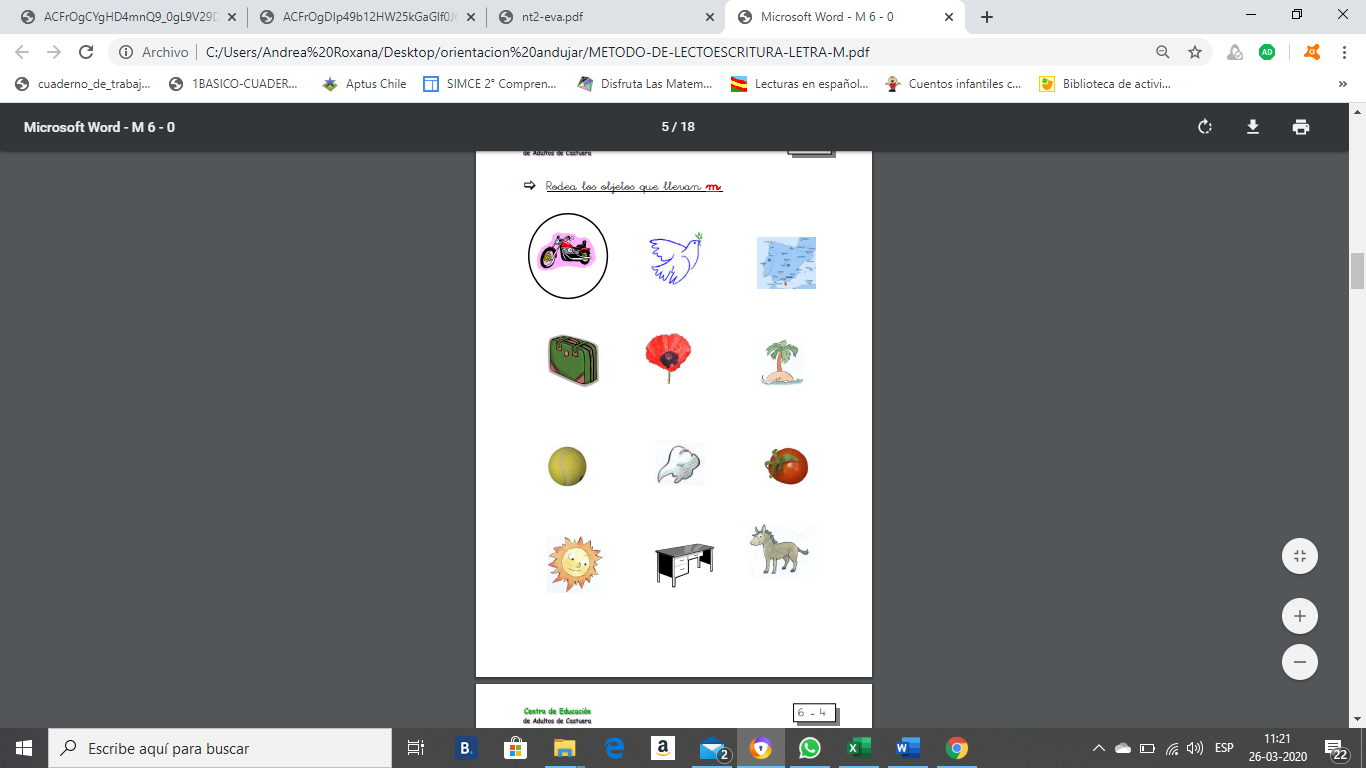 ACFrOgCYgHD4mnQ9_0gL9V29D
ACFrOgDIp49b12HW25kGaGlf0J
nt2-eva.pdf
Microsoft Word - M 6 - 0
Archivo
C:/Users/Andrea%20Roxana/Desktop/orientacion%20andujar/METODO-DE-LECTOESCRITURA-LETRA-M.pdf
AD
cuaderno_de_trabaj...
1BASICO-CUADER...
Aptus Chile
SIMCE 2° Compren...
Disfruta Las Matem...
Lecturas en español...
Cuentos infantiles c...
Biblioteca de activi...
Microsoft Word - M 6 - 0
5 / 18
de Adultos de Castuera
Rodea los objetos que llevan m.
Centro de Educación
de Adultos de Castuera
6 - 4
Escribe aquí para buscar
B.
a
2
ESP
11:21
26-03-2020
22